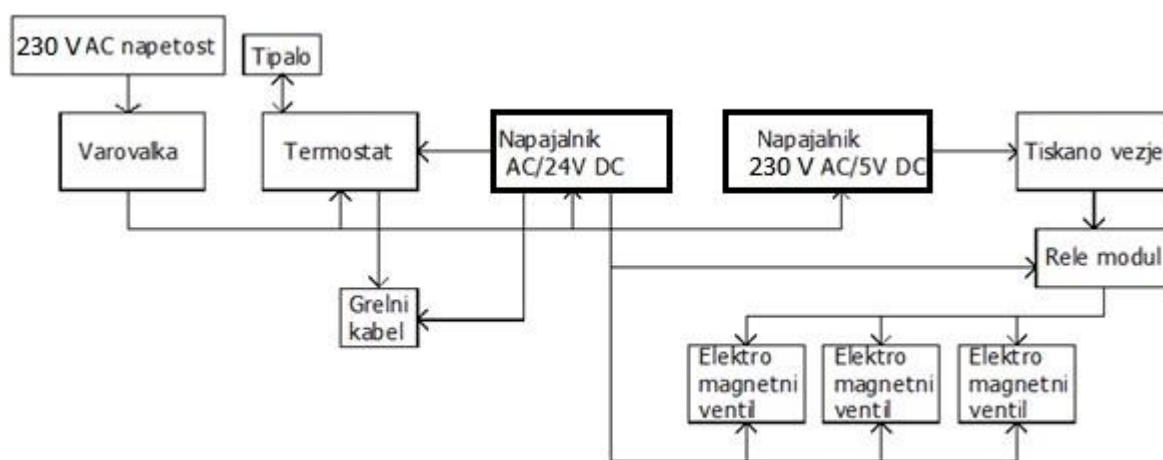 230 V AC napetost
Tipalo
Varovalka
Termostat
Napajalnik
AC/24V DC
Napajalnik
230 V AC/5V DC
Tiskano vezje
Rele modul
Grelni
kabel
Elektro
magnetni
ventil
Elektro
magnetni
ventil
Elektro
magnetni
ventil